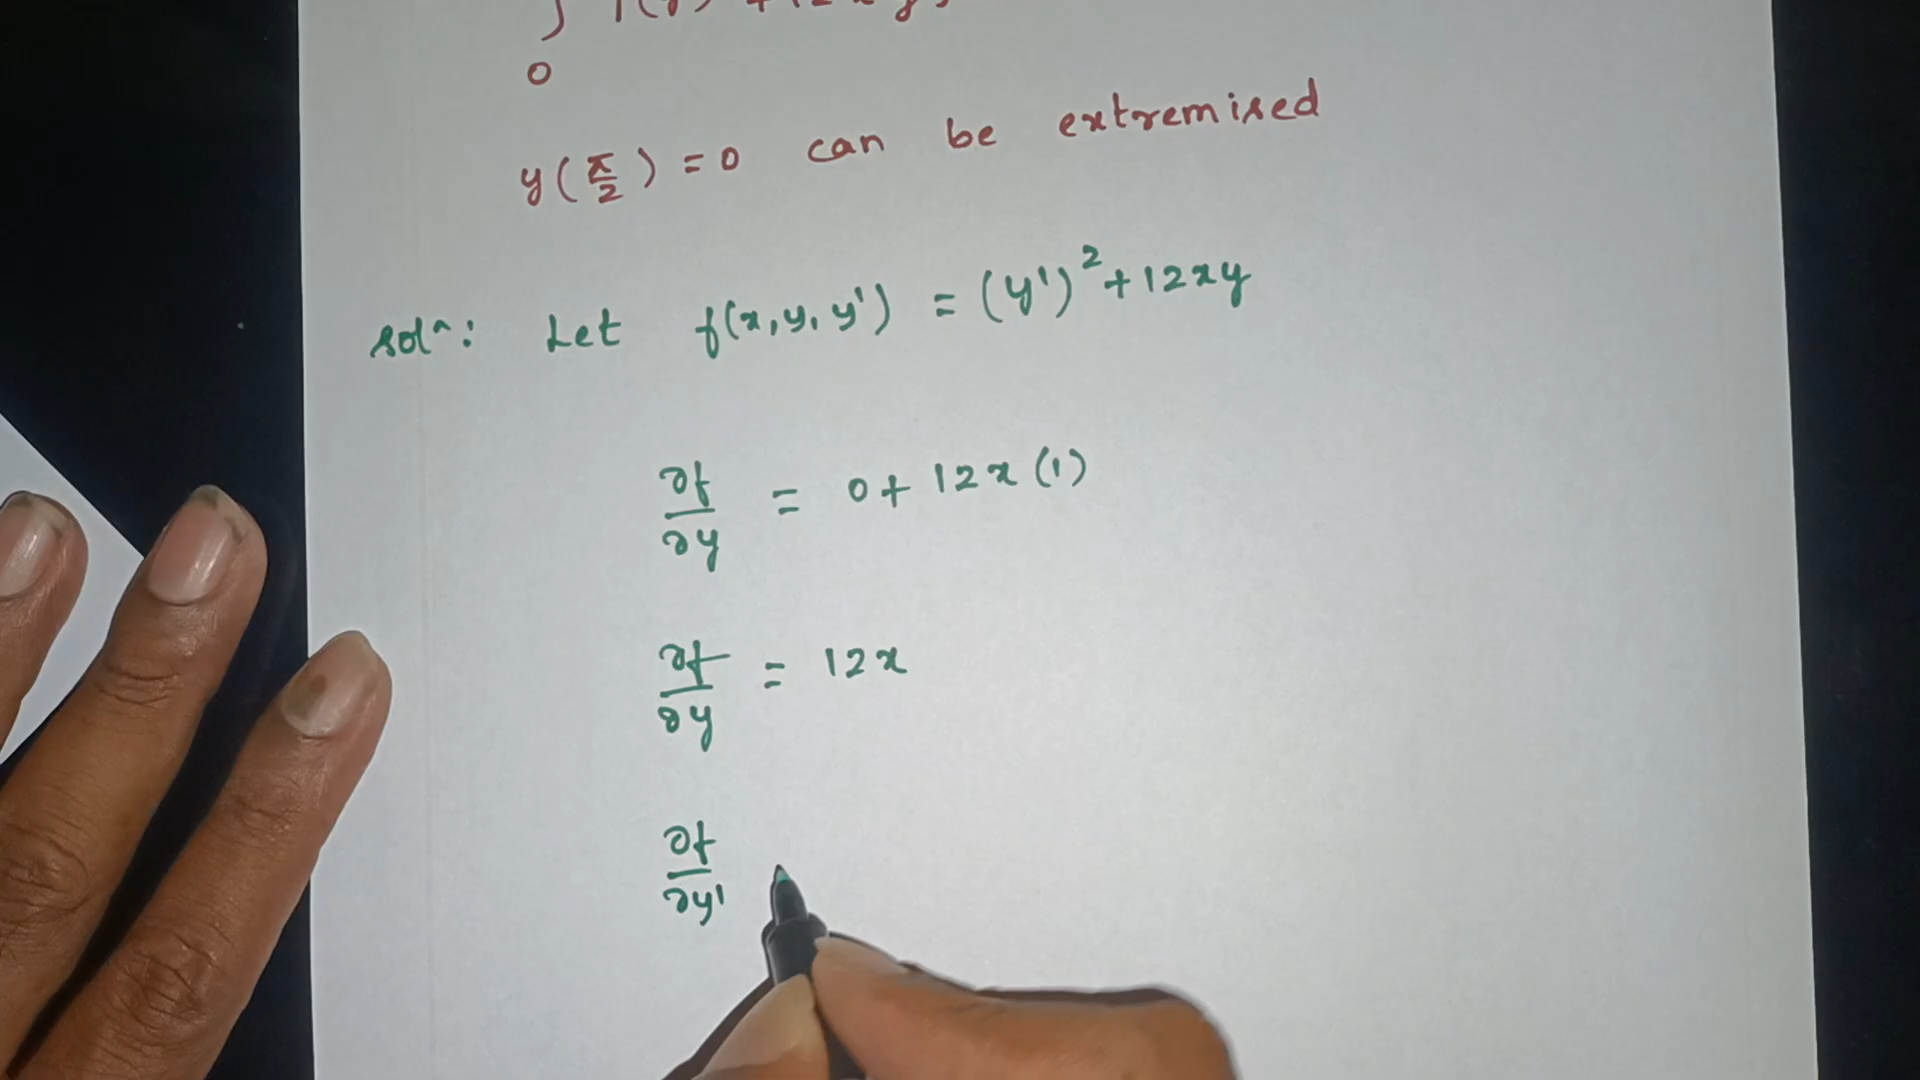 0
y(π/2) = 0 can be extremised
solⁿ: Let f(x, y, y') = (y')² + 12xy
∂f/∂y = 0 + 12x (1)
∂f/∂y = 12x
∂f/∂y'